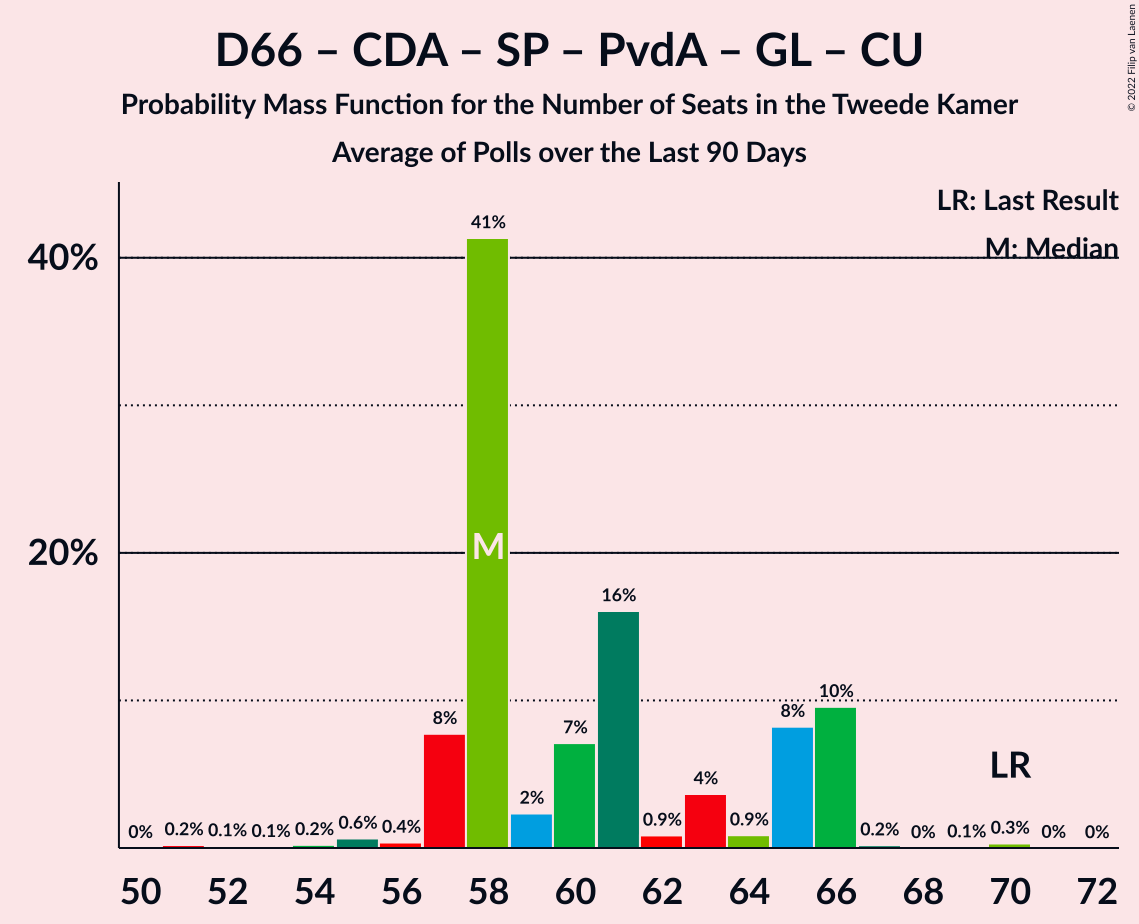 D66 – CDA – SP – PvdA – GL – CU
Probability Mass Function for the Number of Seats in the Tweede Kamer
Average of Polls over the Last 90 Days
© 2022 Filip van Laenen
LR: Last Result
M: Median
40%
20%
41%
M
16%
10%
8%
8%
7%
LR
4%
2%
0% 0.2% 0.1% 0.1% 0.2% 0.6% 0.4% 0.9% 0.9% 0.2% 0% 0.1% 0.3% 0% 0%
50 52 54 56 58 60 62 64 66 68 70 72